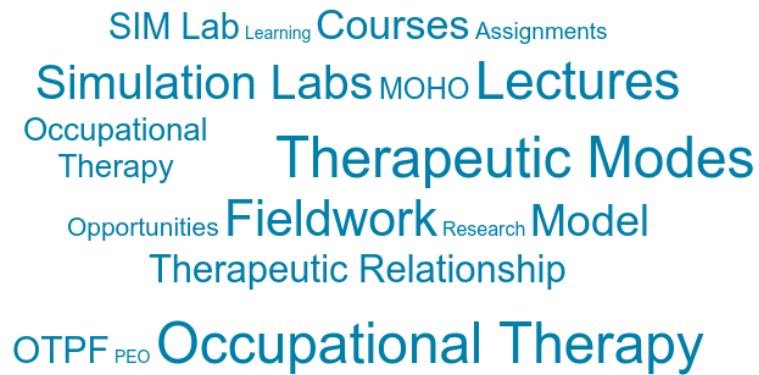 SIM Lab Learning Courses Assignments
Simulation Labs MOHO Lectures
Occupational
Therapy
Therapeutic Modes
Opportunities Fieldwork Research Model
Therapeutic Relationship
OTPF PEO Occupational Therapy